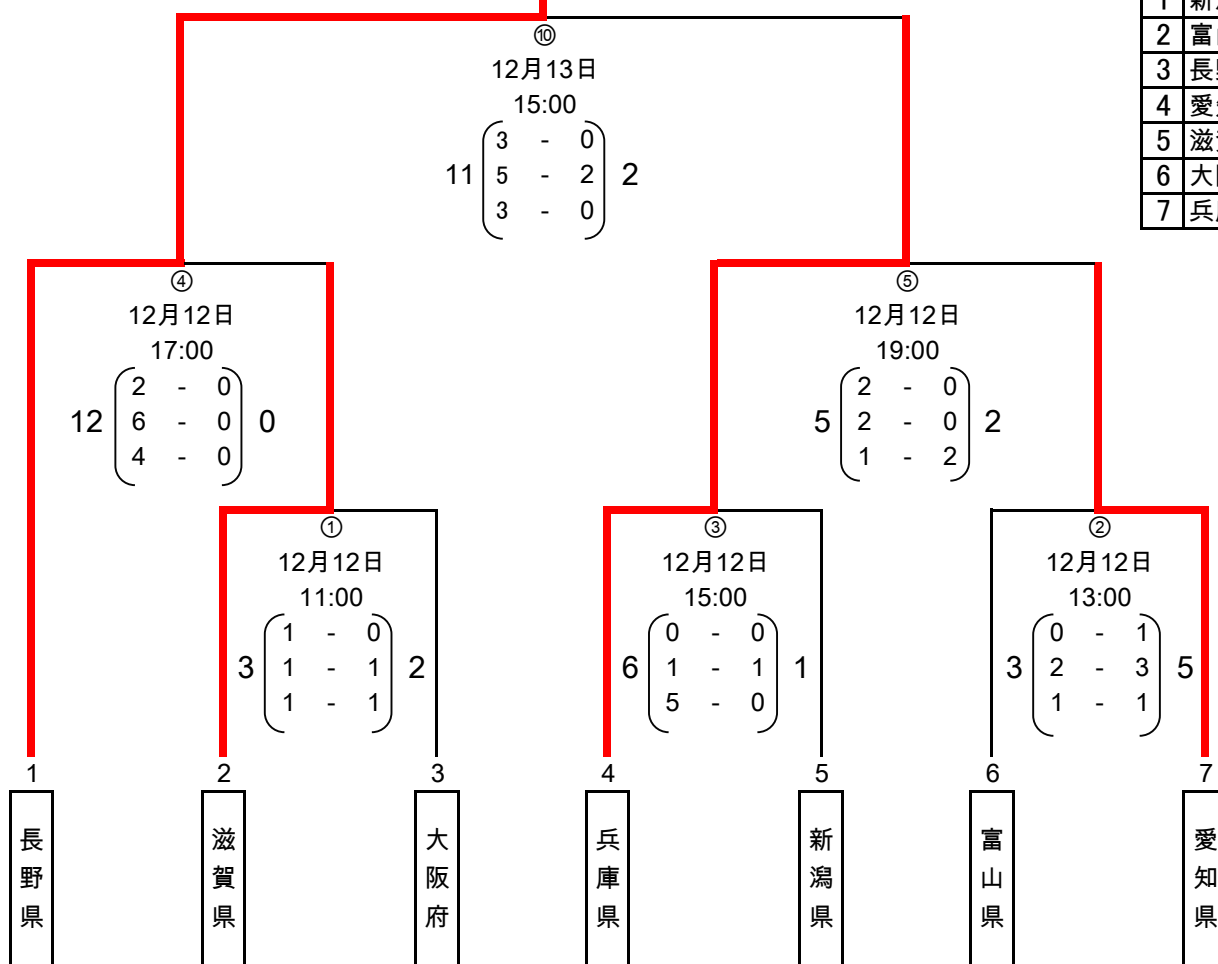 ⑩
12月13日
15:00
3 - 0
11 5 - 2 2
3 - 0
1
2 富
3 長
4 愛
5 滋
6 大
7 兵
④
12月12日
17:00
2 - 0
12 6 - 0 0
4 - 0
⑤
12月12日
19:00
2 - 0
5 2 - 0 2
1 - 2
①
12月12日
11:00
1 - 0
3 1 - 1 2
1 - 1
③
12月12日
15:00
0 - 0
6 1 - 1 1
5 - 0
②
12月12日
13:00
0 - 1
3 2 - 3 5
1 - 1
1 2 3 4 5 6 7
長野県
滋賀県
大阪府
兵庫県
新潟県
富山県
愛知県